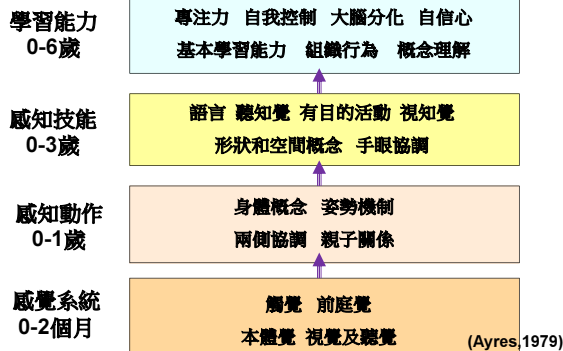 學習能力
0-6歲
專注力 自我控制 大腦分化 自信心
基本學習能力 組織行為 概念理解
感知技能
0-3歲
語言 聽知覺 有目的活動 視知覺
形狀和空間概念 手眼協調
感知動作
0-1歲
身體概念 姿勢機制
兩側協調 親子關係
感覺系統
0-2個月
觸覺 前庭覺
本體覺 視覺及聽覺
(Ayres,1979)